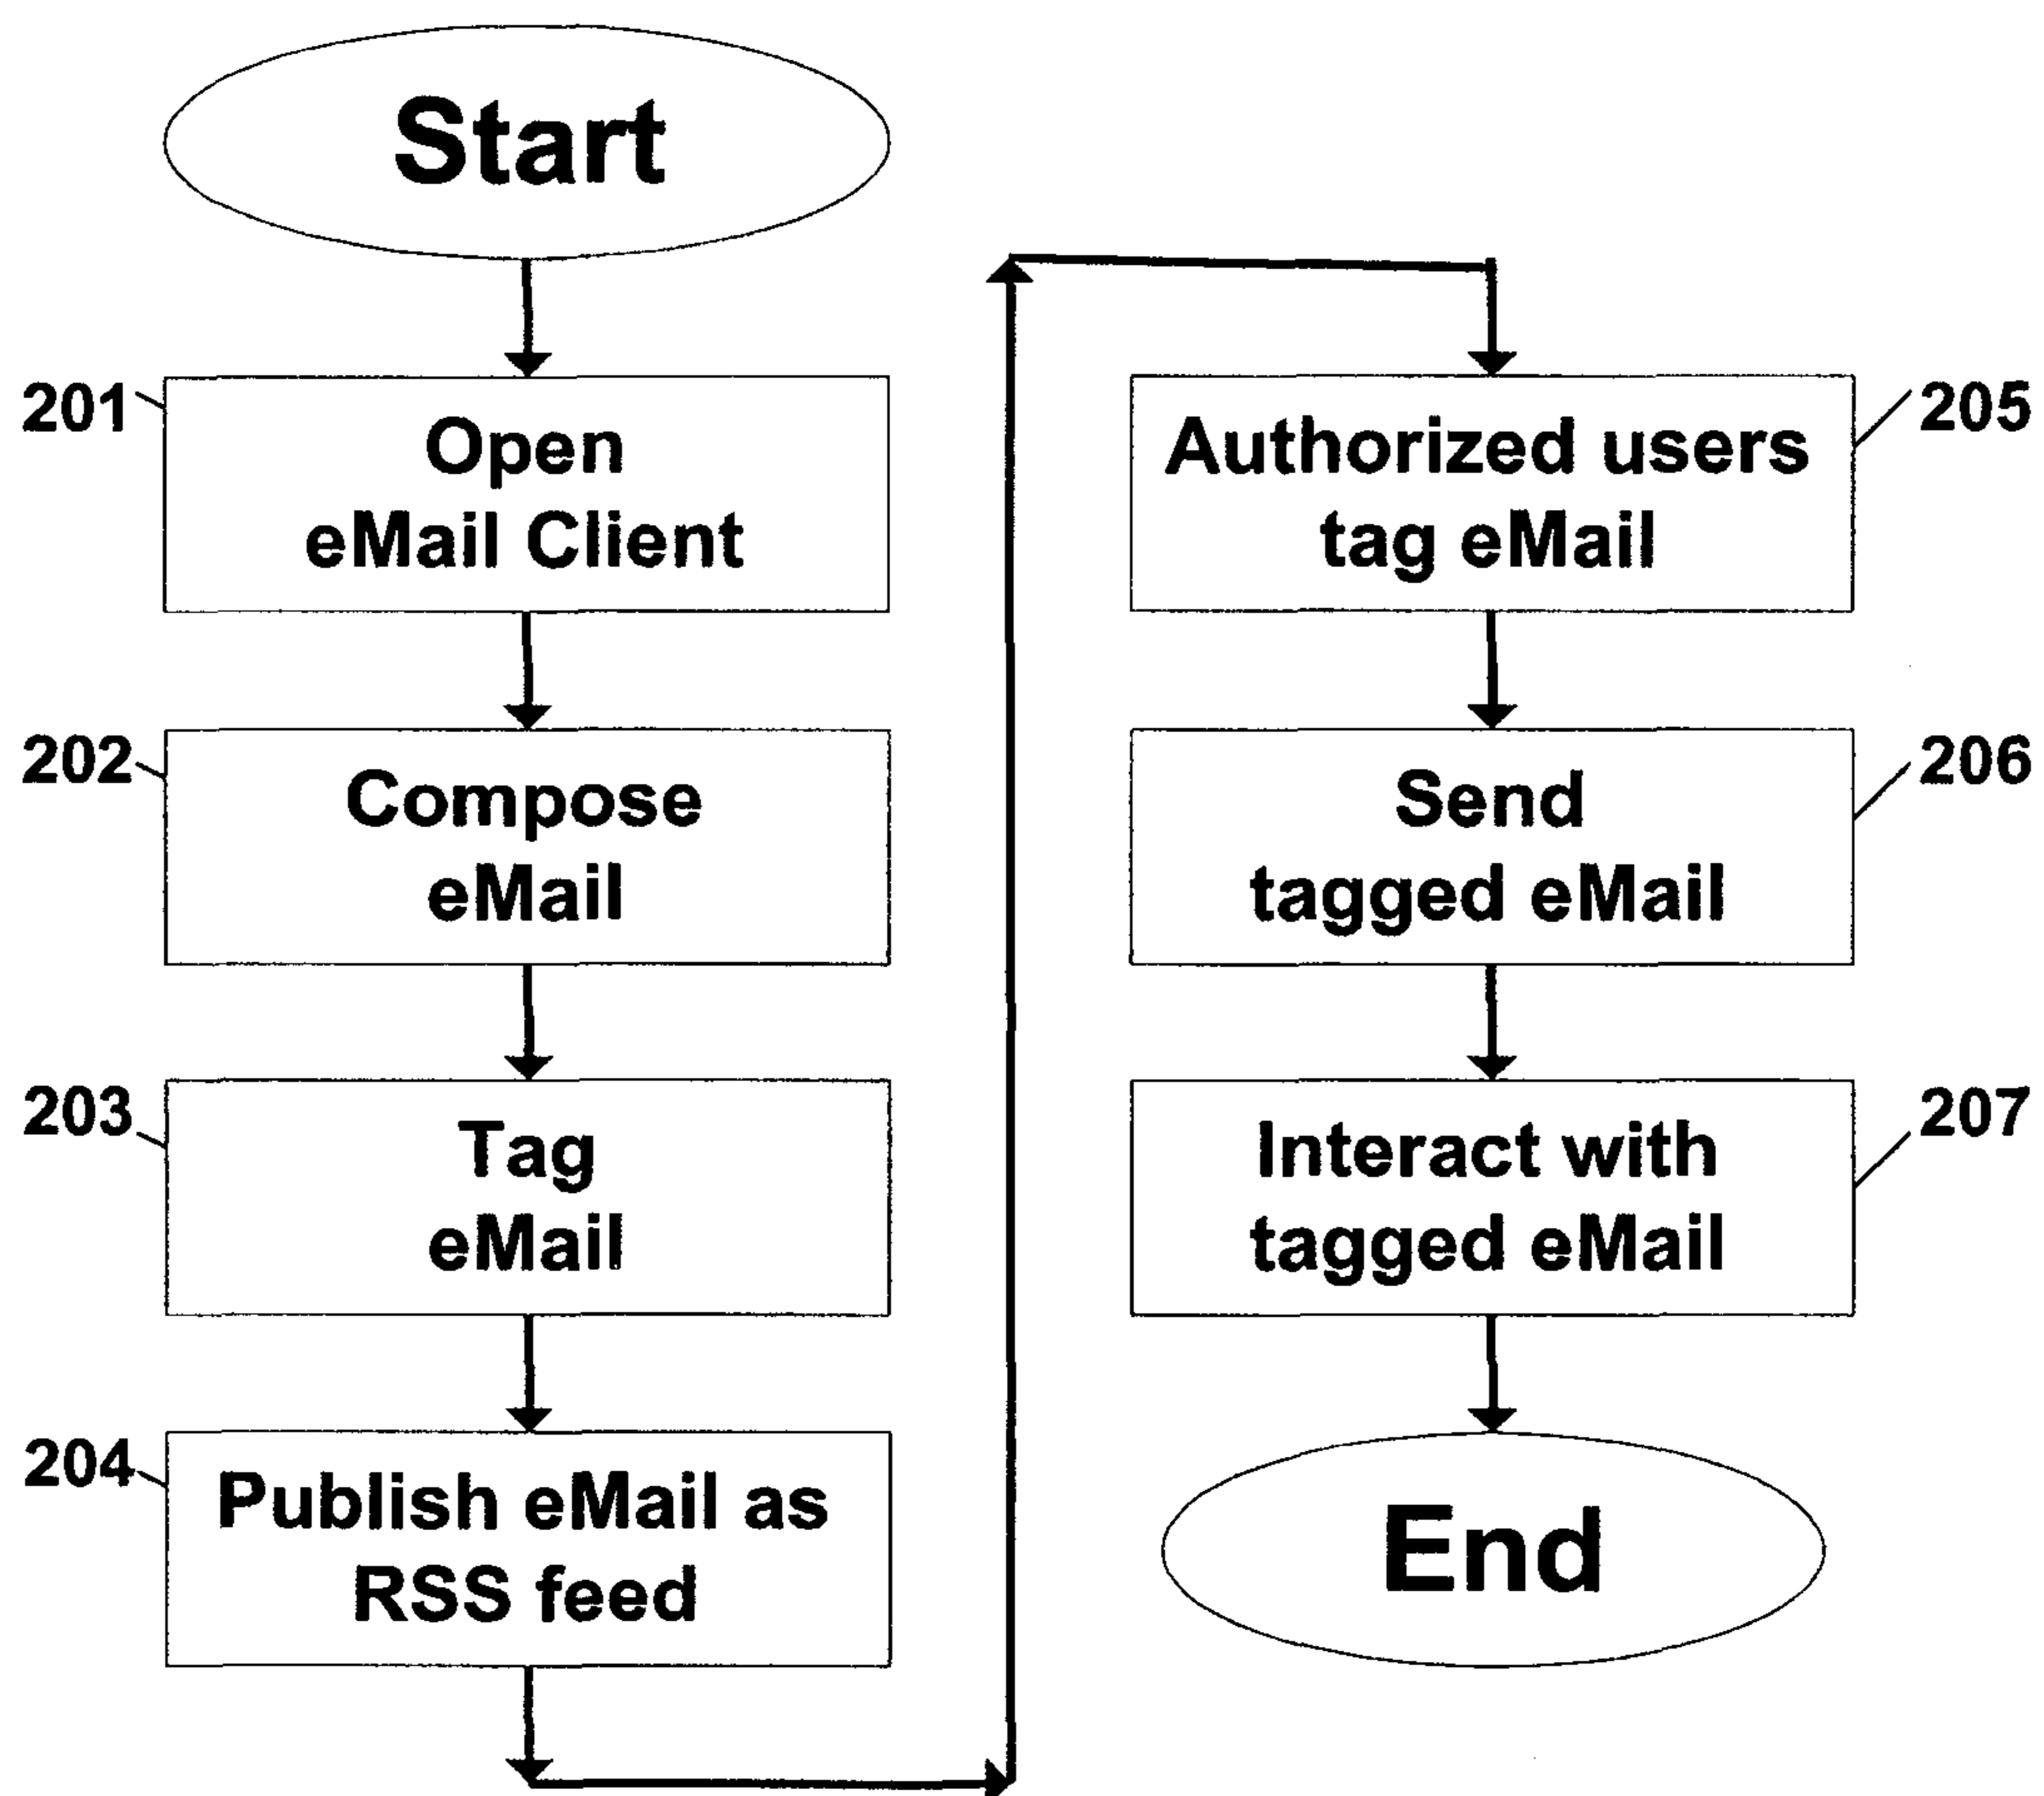 Start
201
Open
eMail Client
202
Compose
eMail
203
Tag
eMail
204
Publish eMail as
RSS feed
205
Authorized users
tag eMail
206
Send
tagged eMail
207
Interact with
tagged eMail
End